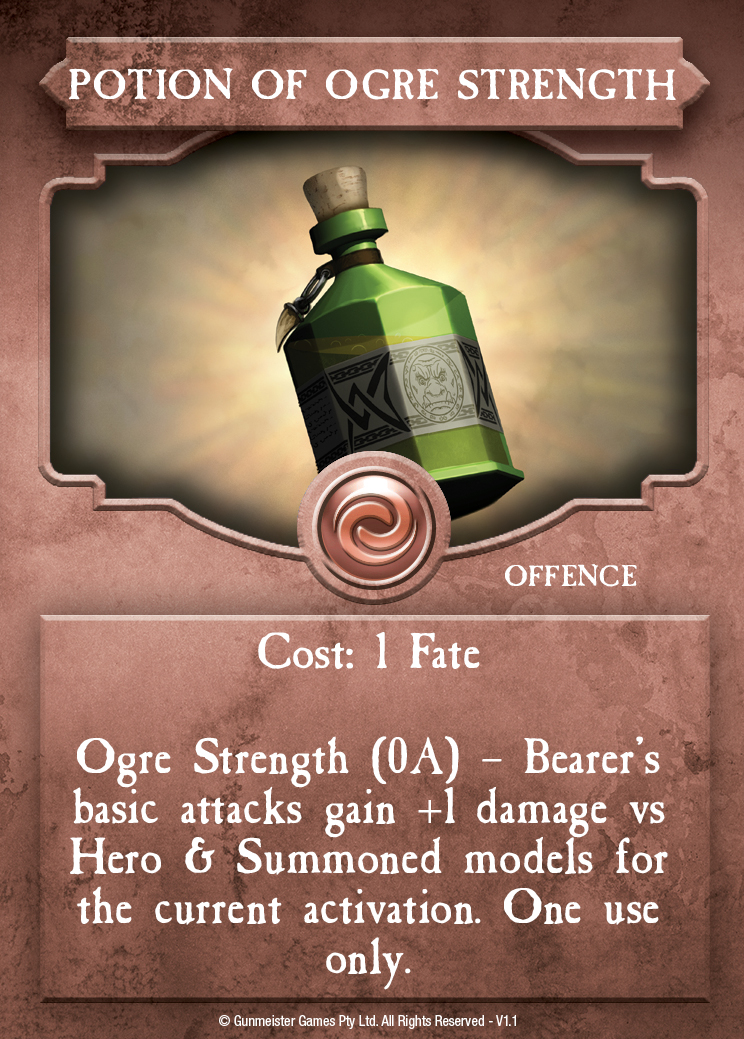 POTION OF OGRE STRENGTH
OFFENCE
Cost: 1 Fate
Ogre Strength (0A) – Bearer's
basic attacks gain +1 damage vs
Hero & Summoned models for
the current activation. One use
only.
© Gunmeister Games Pty Ltd. All Rights Reserved - V1.1